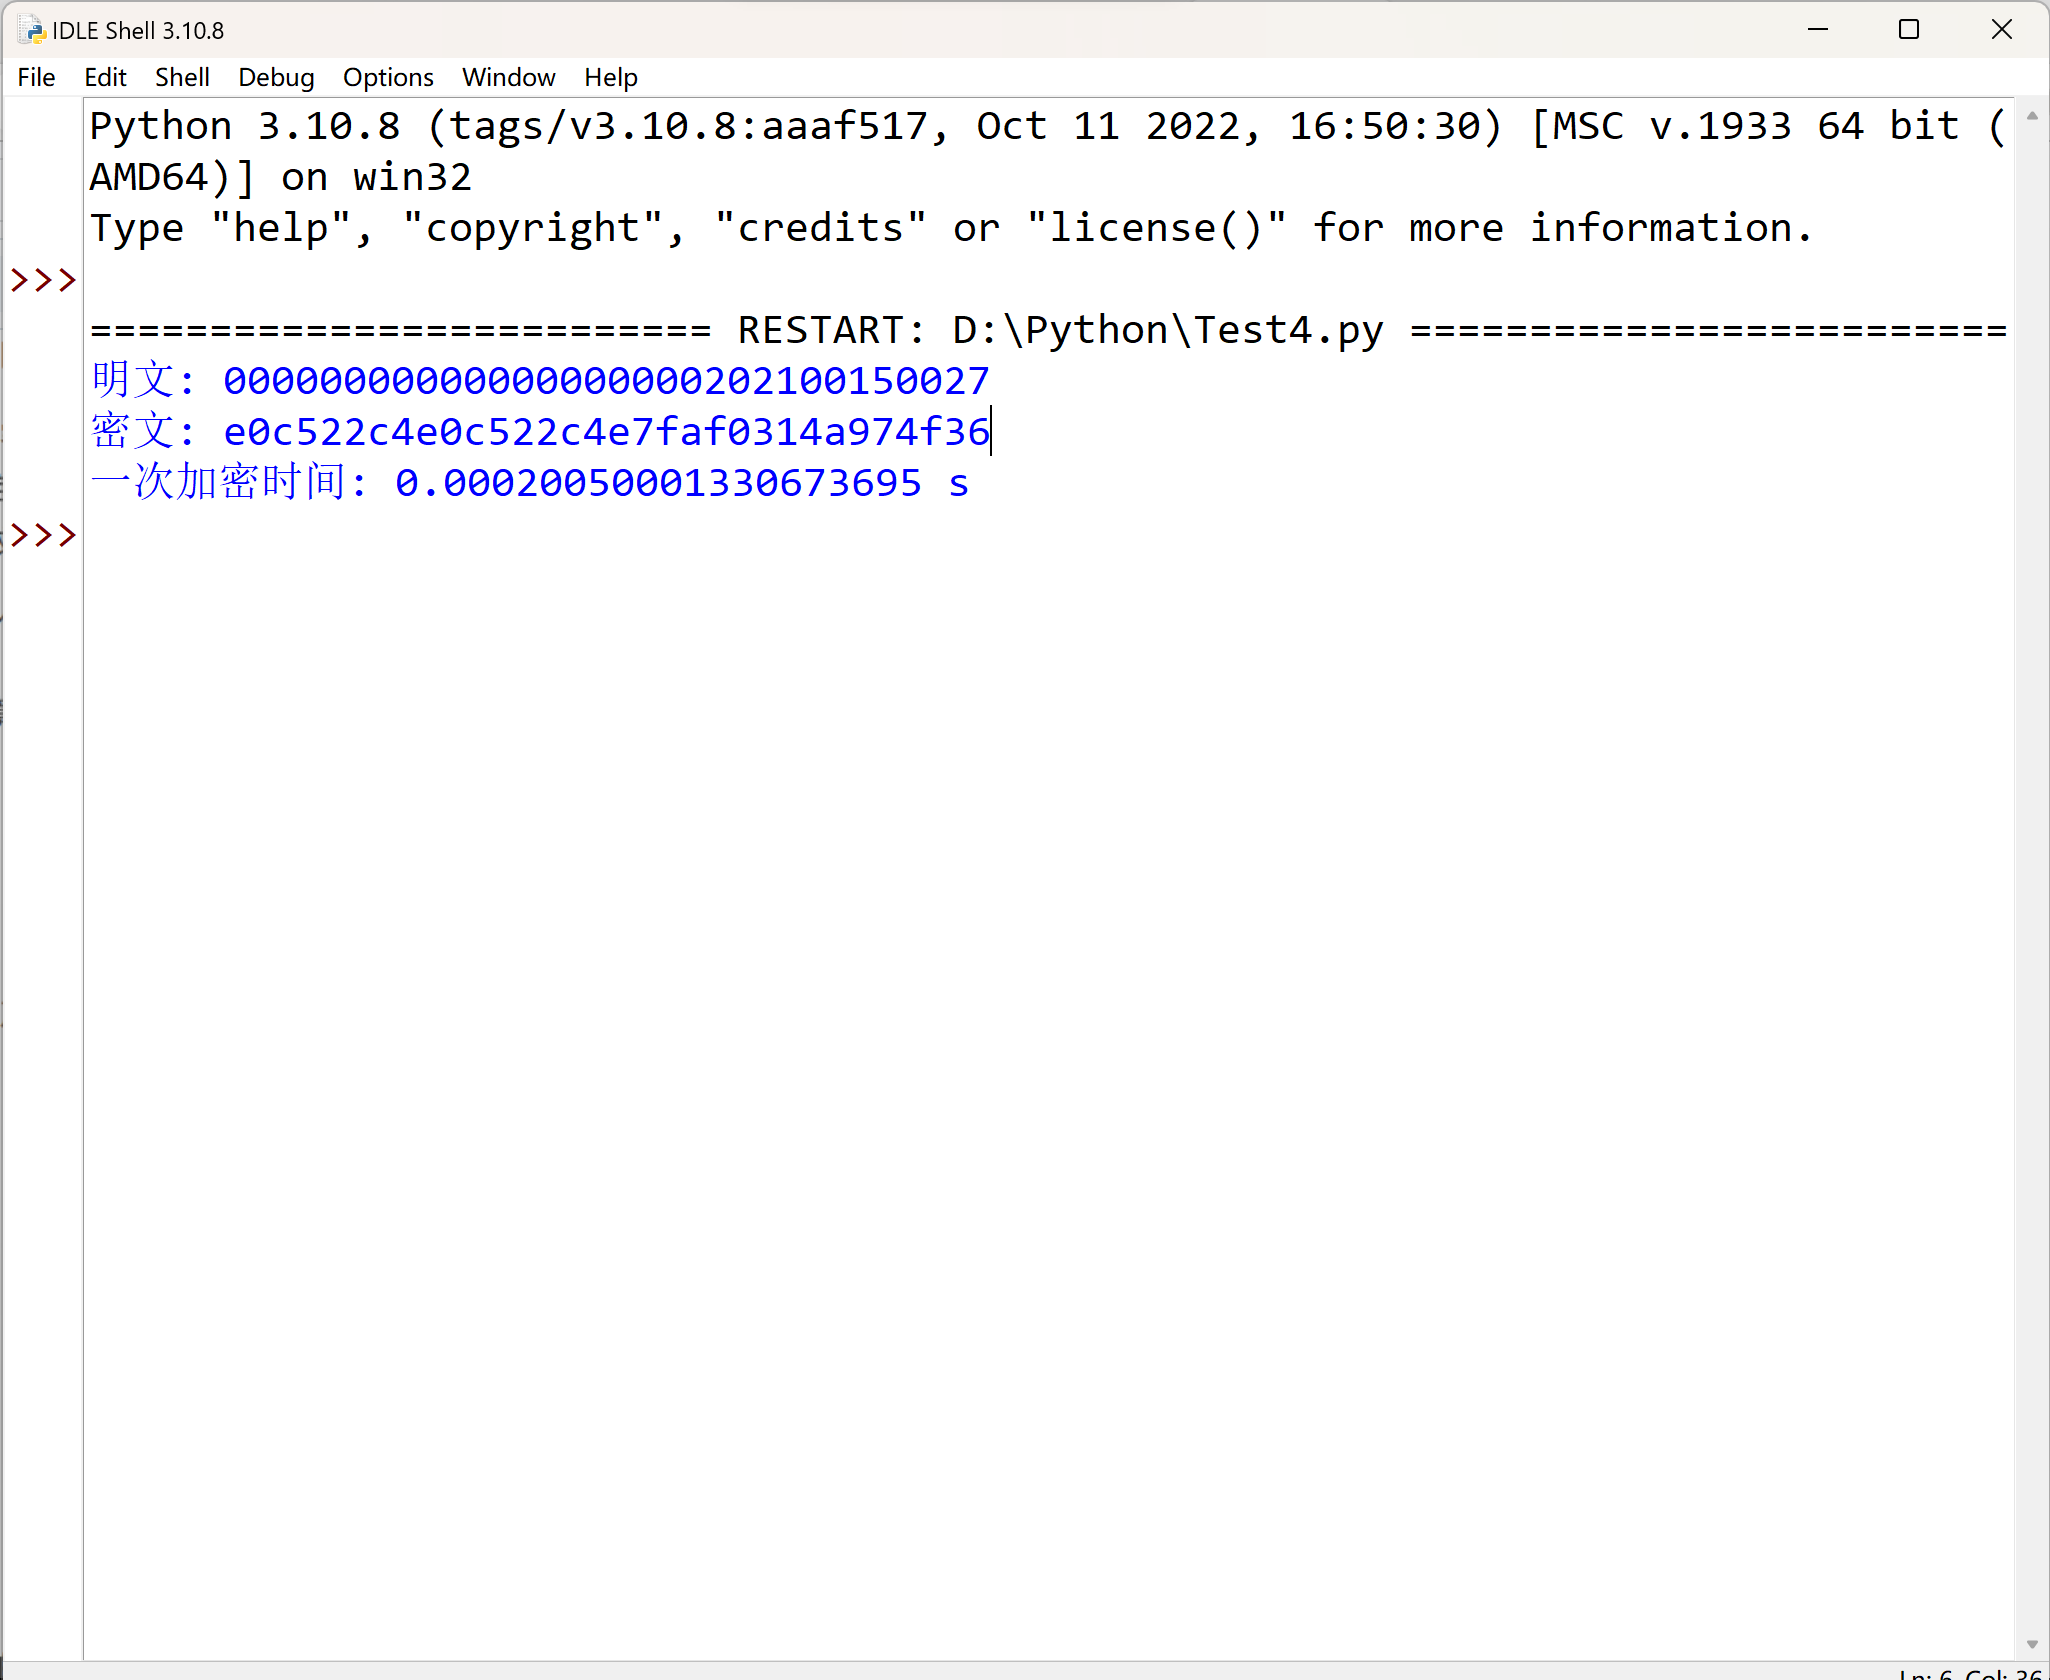 IDLE Shell 3.10.8
File Edit Shell Debug Options Window Help
Python 3.10.8 (tags/v3.10.8:aaaf517, Oct 11 2022, 16:50:30) [MSC v.1933 64 bit (
AMD64)] on win32
Type "help", "copyright", "credits" or "license()" for more information.
>>>
========================== RESTART: D:\Python\Test4.py =========================
明文: 00000000000000000000202100150027
密文: e0c522c4e0c522c4e7faf0314a974f36
一次加密时间: 0.00020050001330673695 s
>>>
Ln: 6 Col: 36